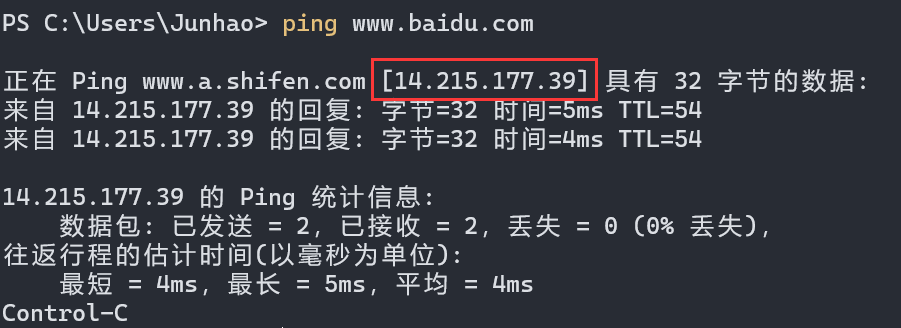 PS C:\Users\Junhao> ping www.baidu.com
正在 Ping www.a.shifen.com [14.215.177.39] 具有 32 字节的数据:
来自 14.215.177.39 的回复: 字节=32 时间=5ms TTL=54
来自 14.215.177.39 的回复: 字节=32 时间=4ms TTL=54
14.215.177.39 的 Ping 统计信息:
数据包: 已发送 = 2, 已接收 = 2, 丢失 = 0 (0% 丢失),
往返行程的估计时间(以毫秒为单位):
最短 = 4ms, 最长 = 5ms, 平均 = 4ms
Control-C